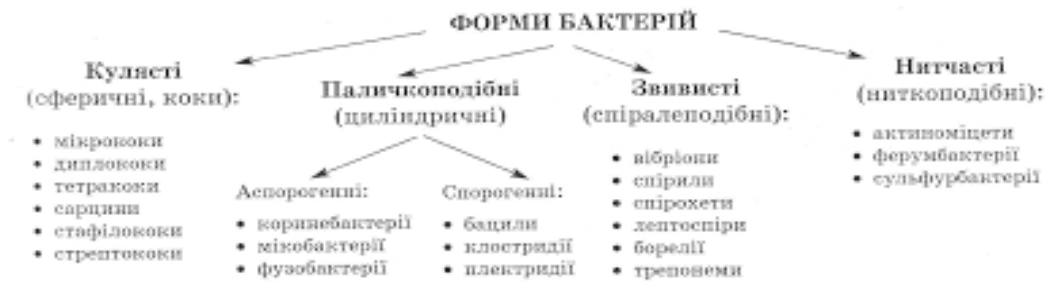 ФОРМИ БАКТЕРІЙ
Кулясті
(сферичні, коки):
• мікрококи
• диплококи
• тетракоки
• сарцини
• стафілококи
• стрептококи
Паличкоподібні
(циліндричні)
Аспорогенні:
• коринебактерії
• мікобактерії
• фузобактерії
Спорогенні:
• бацили
• клостридії
• плектридії
Звивисті
(спіралеподібні):
• вібріони
• спірили
• спірохети
• лептоспіри
• борелії
• трепонеми
Нитчасті
(ниткоподібні):
• актиноміцети
• ферумбактерії
• сульфурбактерії